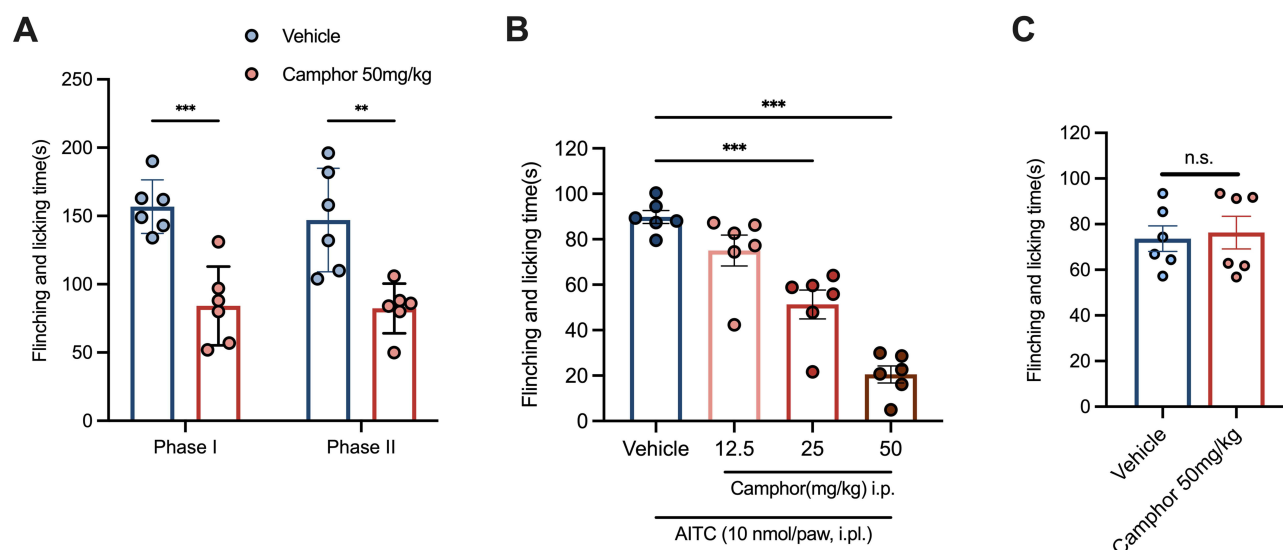 A
Vehicle
Camphor 50mg/kg
Flinching and licking time(s)
250
200
150
100
50
0
***
**
Phase I
Phase II
B
Flinching and licking time(s)
120
100
80
60
40
20
0
***
***
Vehicle
12.5
25
50
Camphor(mg/kg) i.p.
AITC (10 nmol/paw, i.pl.)
C
Flinching and licking time(s)
120
100
80
60
40
20
0
n.s.
Vehicle
Camphor 50mg/kg